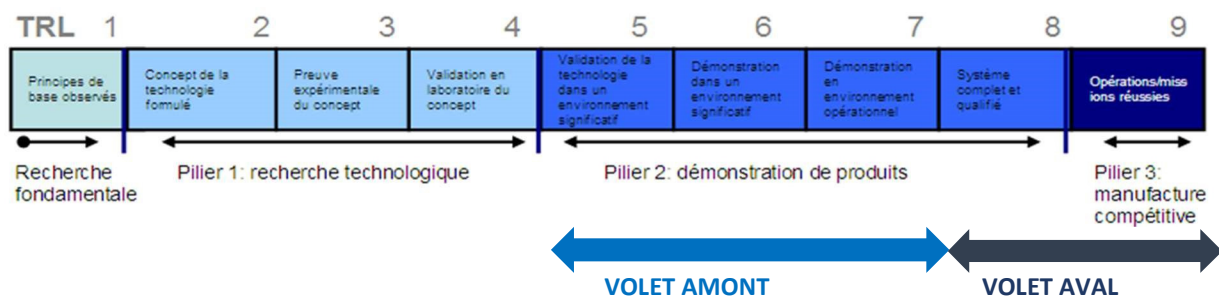 TRL 1 2 3 4 5 6 7 8 9
Principes de
base observés
Concept de la
technologie
formulé
Preuve
expérimentale
du concept
Validation en
laboratoire du
concept
Validation de la
technologie
dans un
environnement
significatif
Démonstration
dans un
environnement
significatif
Démonstration
en
environnement
opérationnel
Système
complet et
qualifié
Opérations/miss
ions réussies
Recherche
fondamentale
Pilier 1: recherche technologique
Pilier 2: démonstration de produits
Pilier 3:
manufacture
compétitive
VOLET AMONT
VOLET AVAL